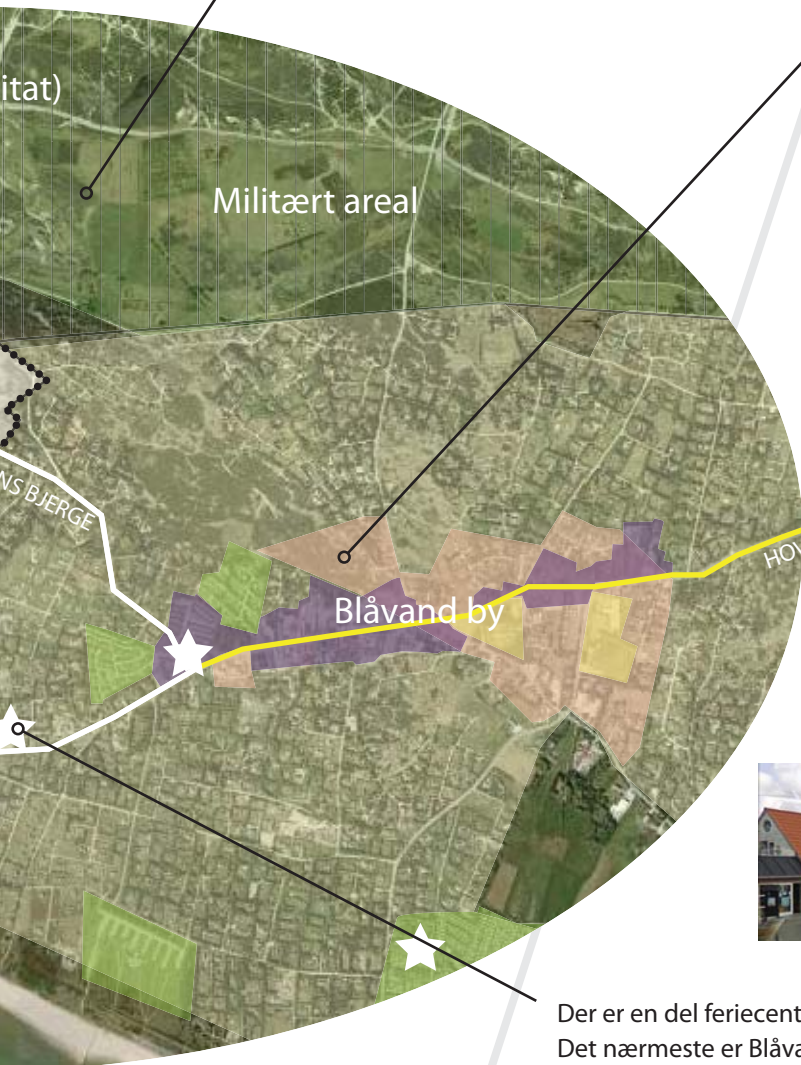 itat)
Militært areal
NS BJERGE
HOV
Blåvand by
Der er en del feriecent
Det nærmeste er Blåva